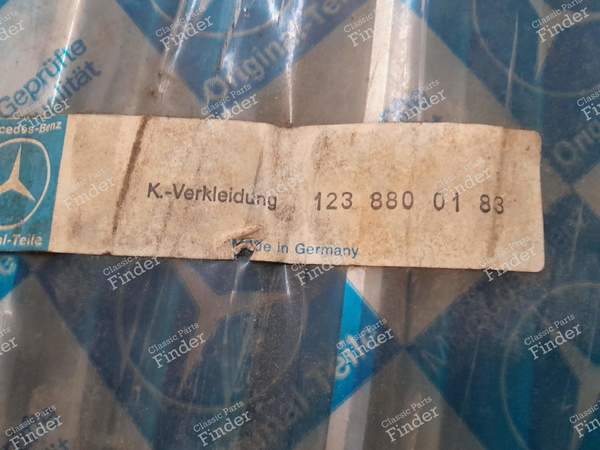 Geprüfte
Qualität
Original-Teile
Mercedes-Benz
K.-Verkleidung 123 880 01 83
Made in Germany
Classic Parts
Finder